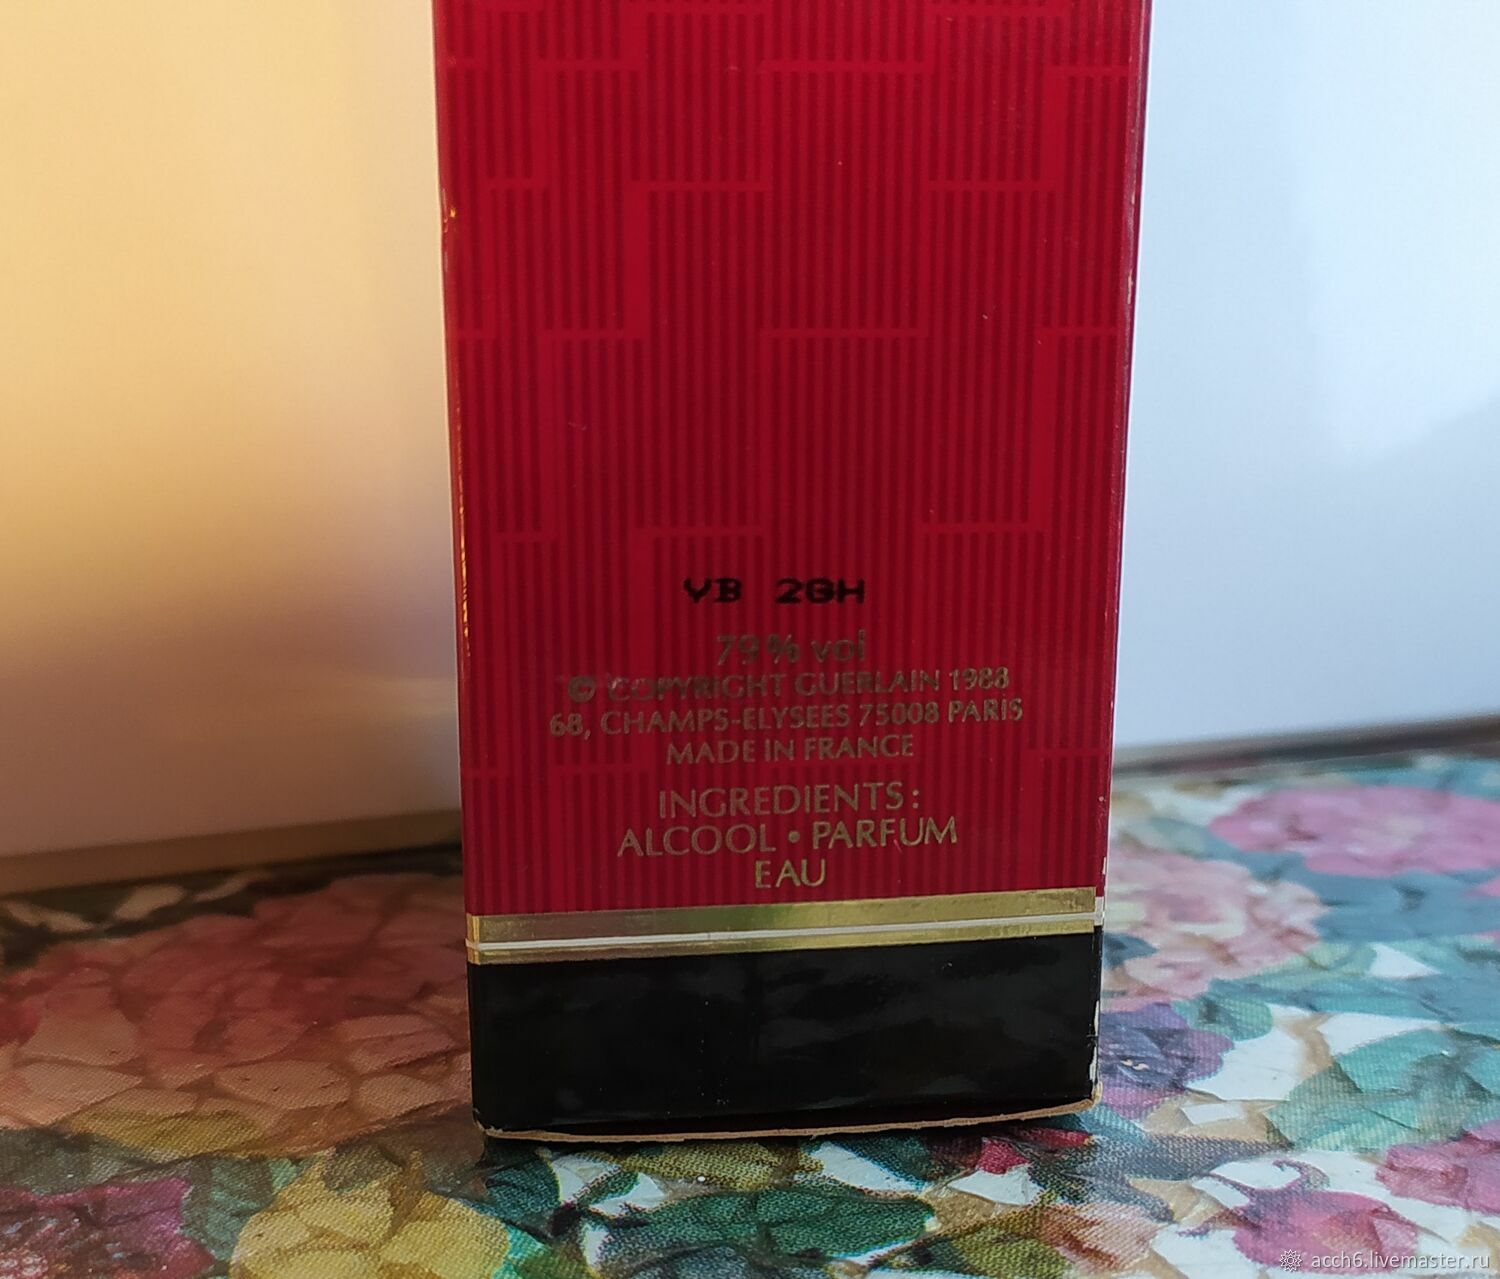 VB 2GH
79% vol
© COPYRIGHT GUERLAIN 1988
68, CHAMPS-ELYSEES 75008 PARIS
MADE IN FRANCE
INGREDIENTS:
ALCOOL • PARFUM
EAU
acch6.livemaster.ru